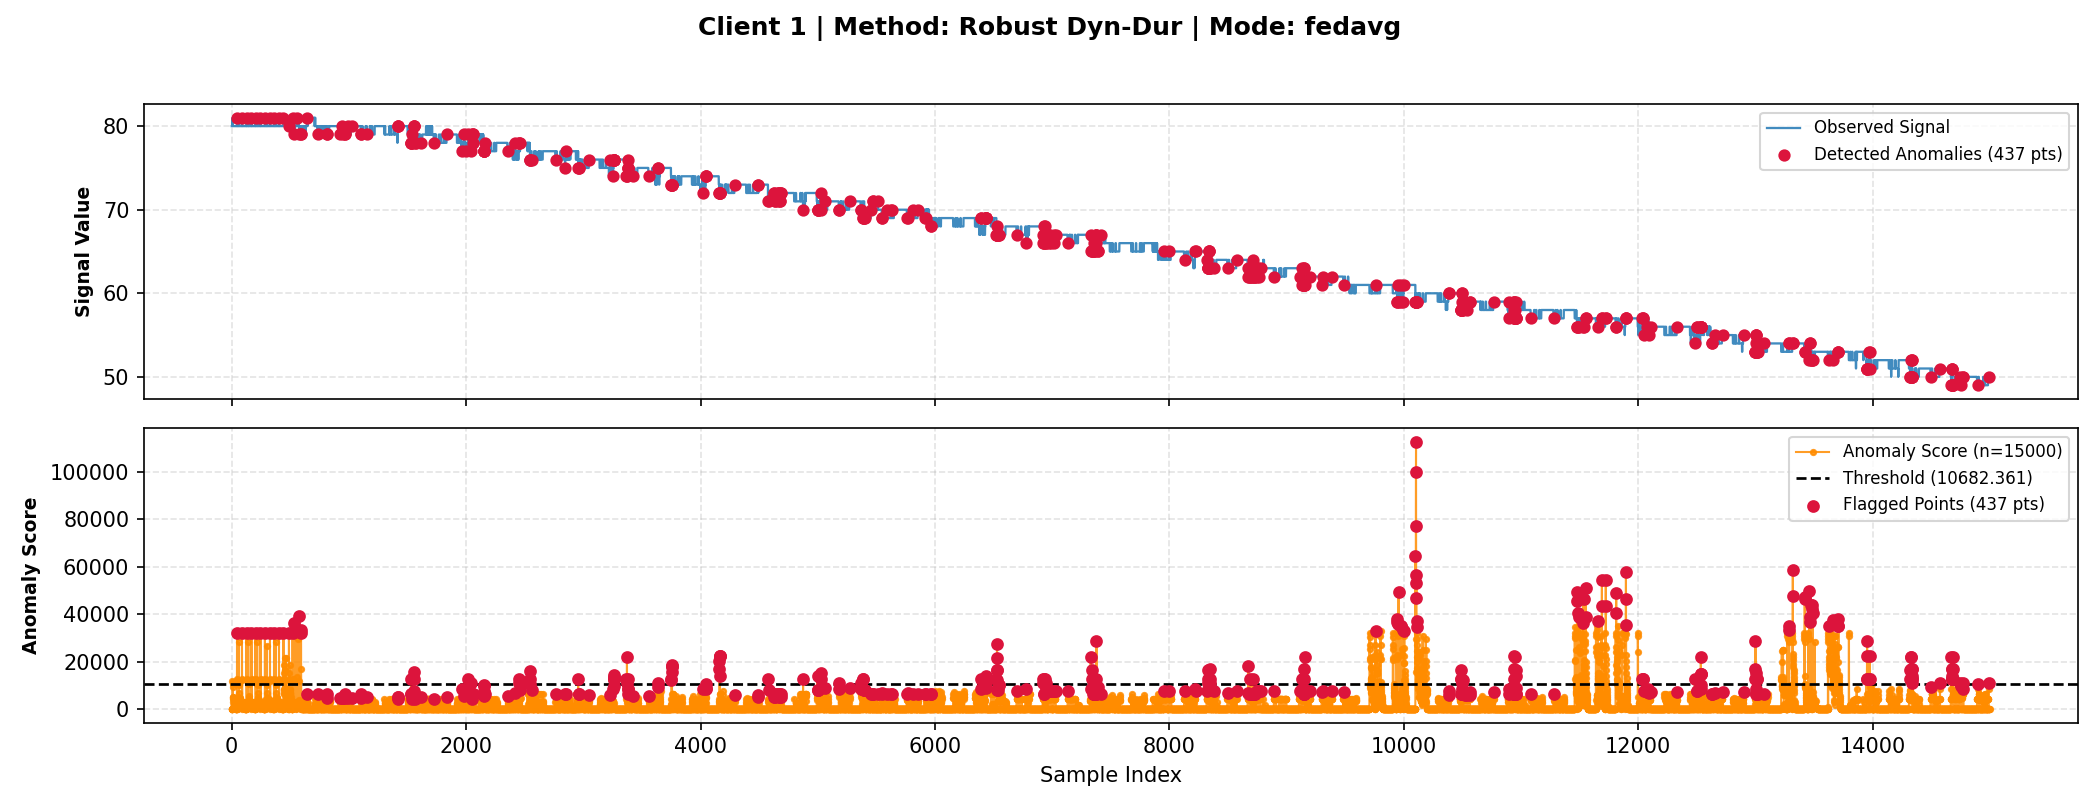 Client 1 | Method: Robust Dyn-Dur | Mode: fedavg
Signal Value
80
70
60
50
Observed Signal
Detected Anomalies (437 pts)
Anomaly Score
100000
80000
60000
40000
20000
0
Anomaly Score (n=15000)
Threshold (10682.361)
Flagged Points (437 pts)
0 2000 4000 6000 8000 10000 12000 14000
Sample Index